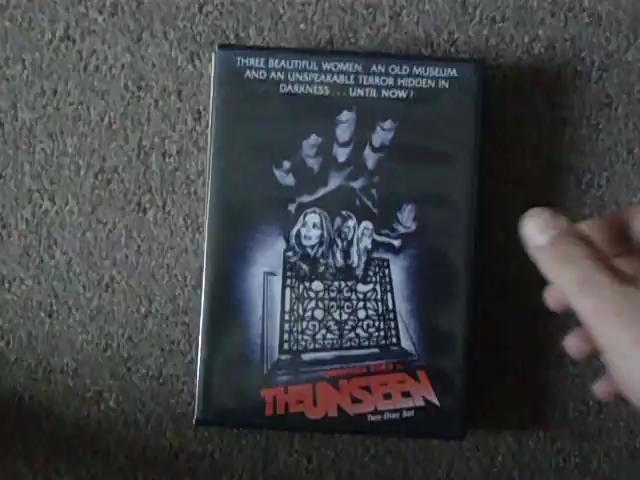 THREE BEAUTIFUL WOMEN. AN OLD MUSEUM.
AND AN UNSPEAKABLE TERROR HIDDEN IN
DARKNESS...UNTIL NOW!
THE UNSEEN
Two-Disc Set